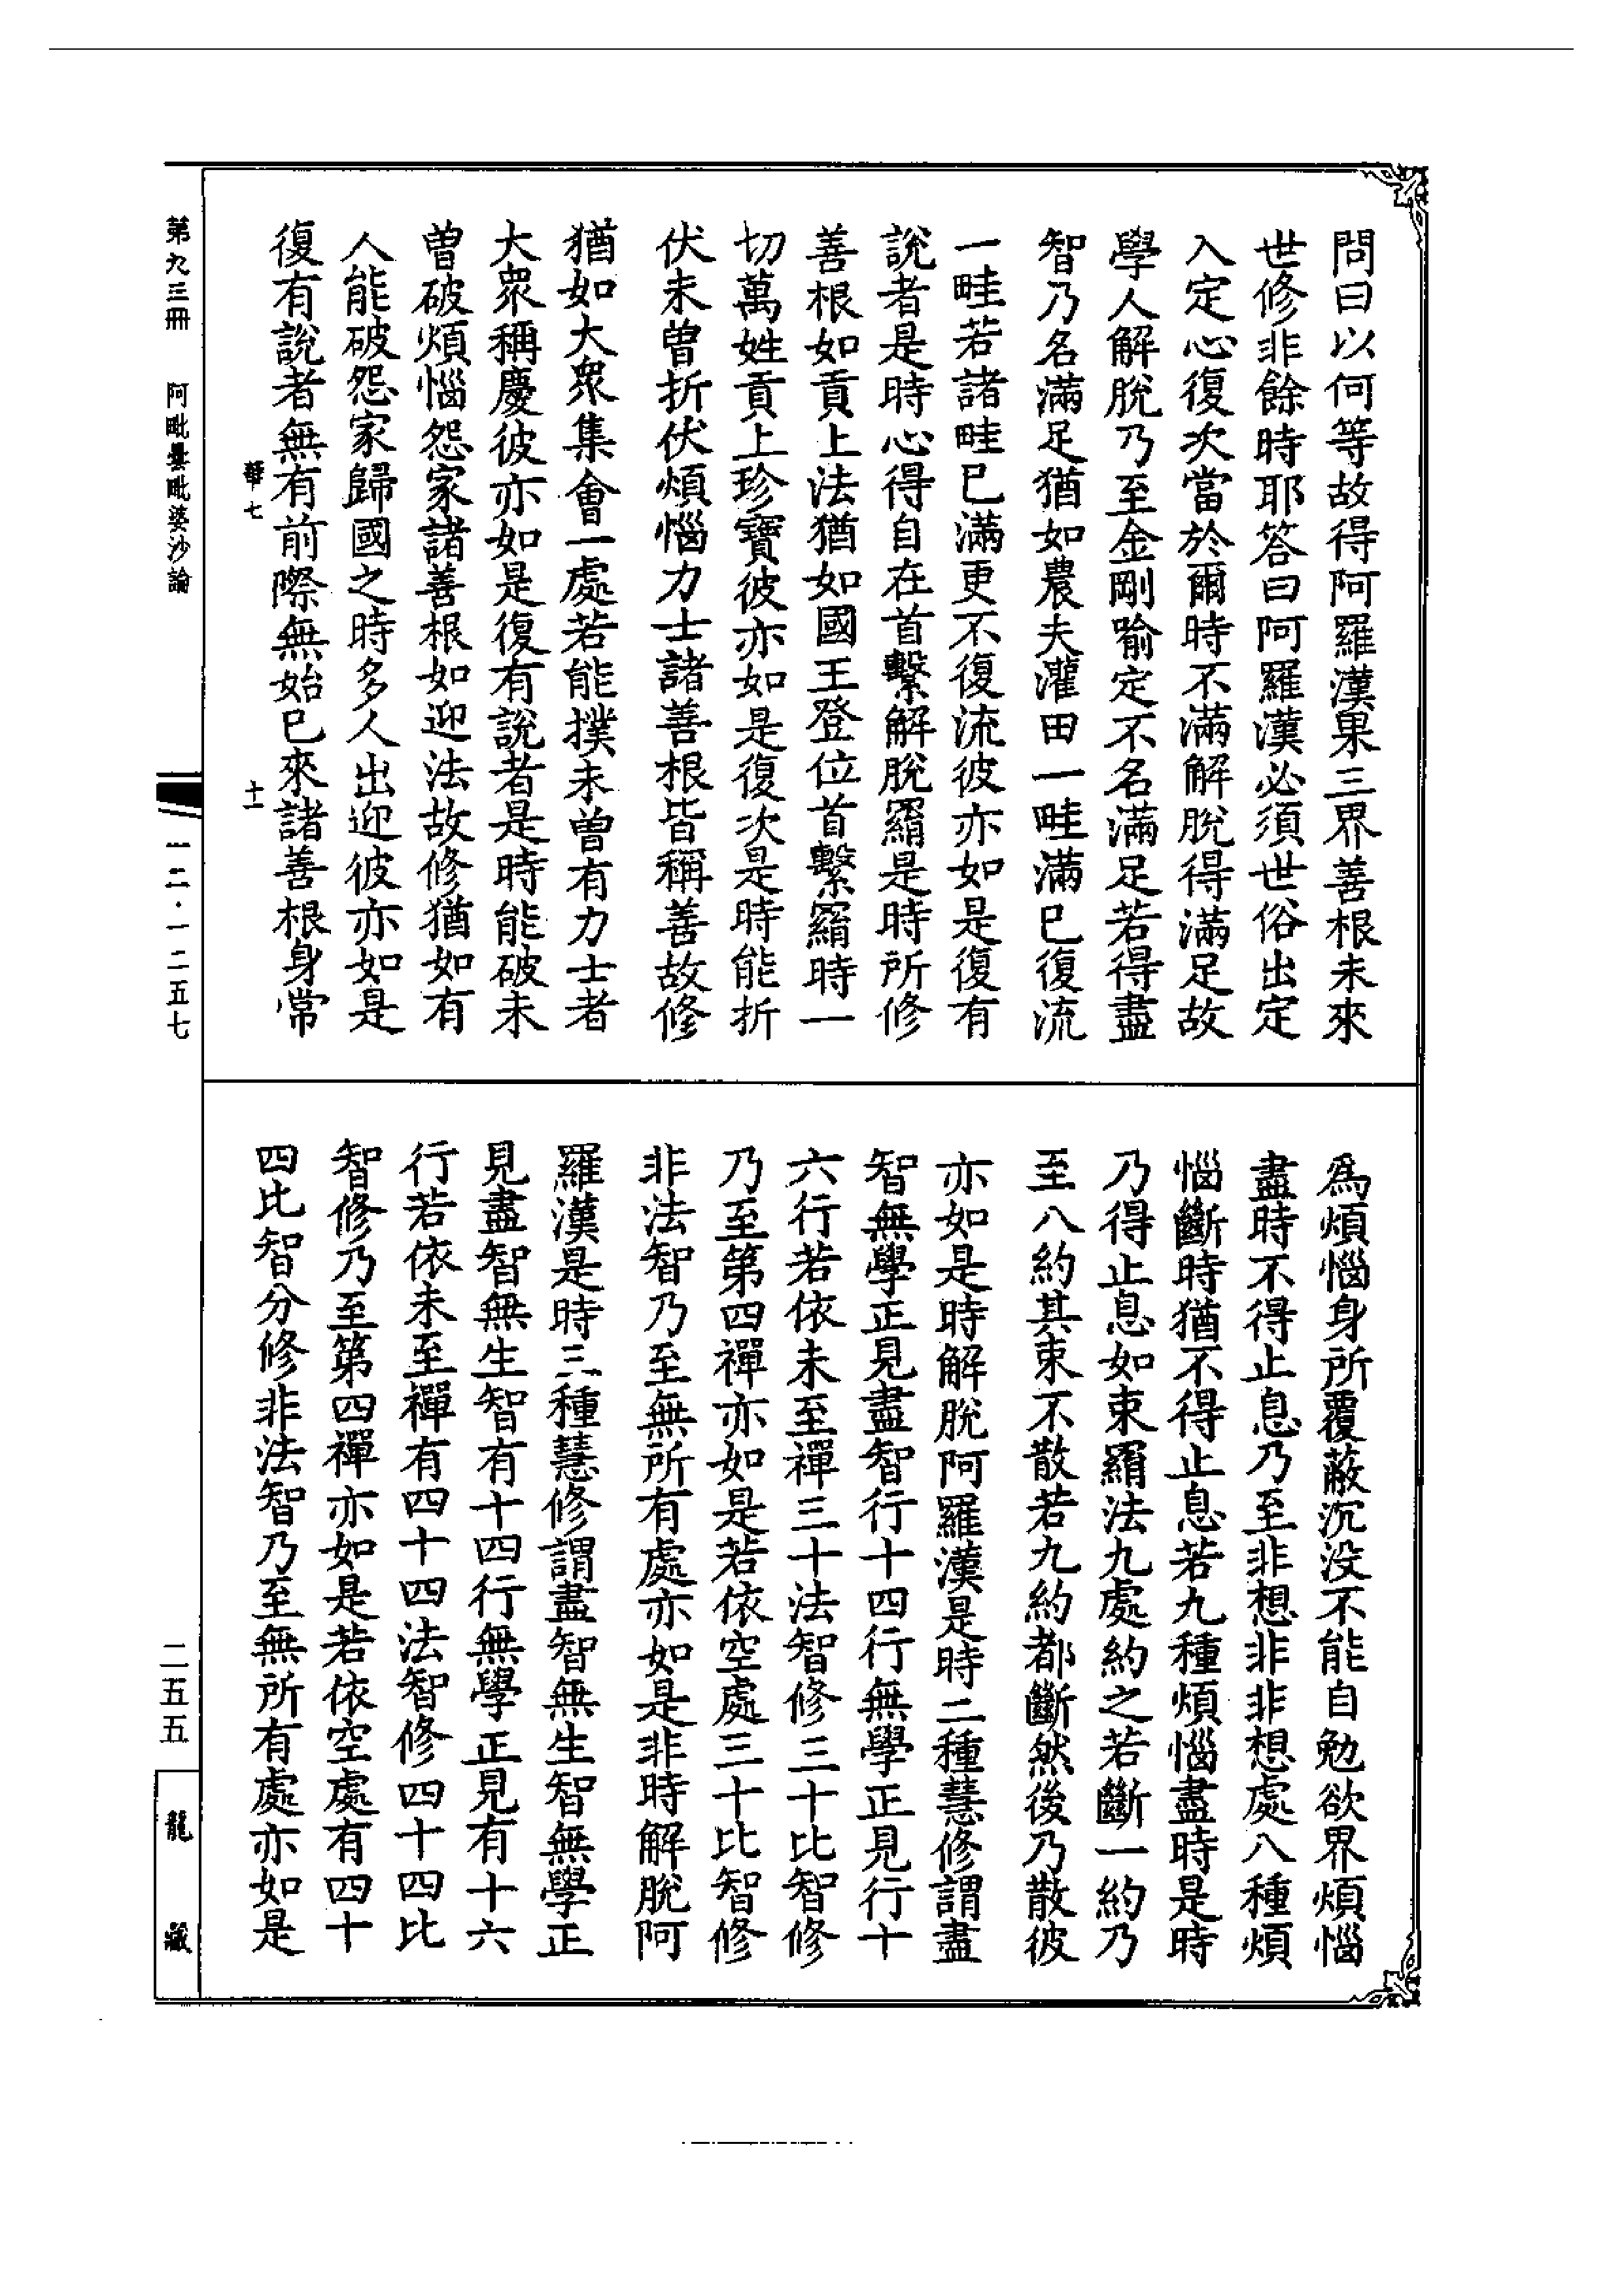 問曰以何等故得阿羅漢果三界善根未來
世修非餘時耶答曰阿羅漢必須世俗出定
入定心復次當於爾時不滿解脫得滿足故
學人解脫乃至金剛喻定不名滿足若得盡
智乃名滿足猶如農夫灌田一畦滿已復流
一畦若諸畦已滿更不復流彼亦如是復有
說者是時心得自在首繫解脫羂是時所修
善根如貢上法猶如國王登位首繫羂時一
切萬姓貢上珍寶彼亦如是復次是時能折
伏未曾折伏煩惱力士諸善根皆稱善故修
猶如大眾集會一處若能撲未曾有力士者
大眾稱慶彼亦如是復有說者是時能破未
曾破煩惱怨家諸善根如迎法故修猶如有
人能破怨家歸國之時多人出迎彼亦如是
復有說者無有前際無始已來諸善根身常
華七 十一
為煩惱身所覆蔽沉沒不能自勉欲界煩惱
盡時不得止息乃至非想非非想處八種煩
惱斷時猶不得止息若九種煩惱盡時是時
乃得止息如束羂法九處約之若斷一約乃
至八約其束不散若九約都斷然後乃散彼
亦如是時解脫阿羅漢是時二種慧修謂盡
智無學正見盡智行十四行無學正見行十
六行若依未至禪三十法智修三十比智修
乃至第四禪亦如是若依空處三十比智修
非法智乃至無所有處亦如是非時解脫阿
羅漢是時三種慧修謂盡智無生智無學正
見盡智無生智有十四行無學正見有十六
行若依未至禪有四十四法智修四十四比
智修乃至第四禪亦如是若依空處有四十
四比智分修非法智乃至無所有處亦如是
第九三冊 阿毗曇毗婆沙論
一二·一二五七
二五五
龍藏